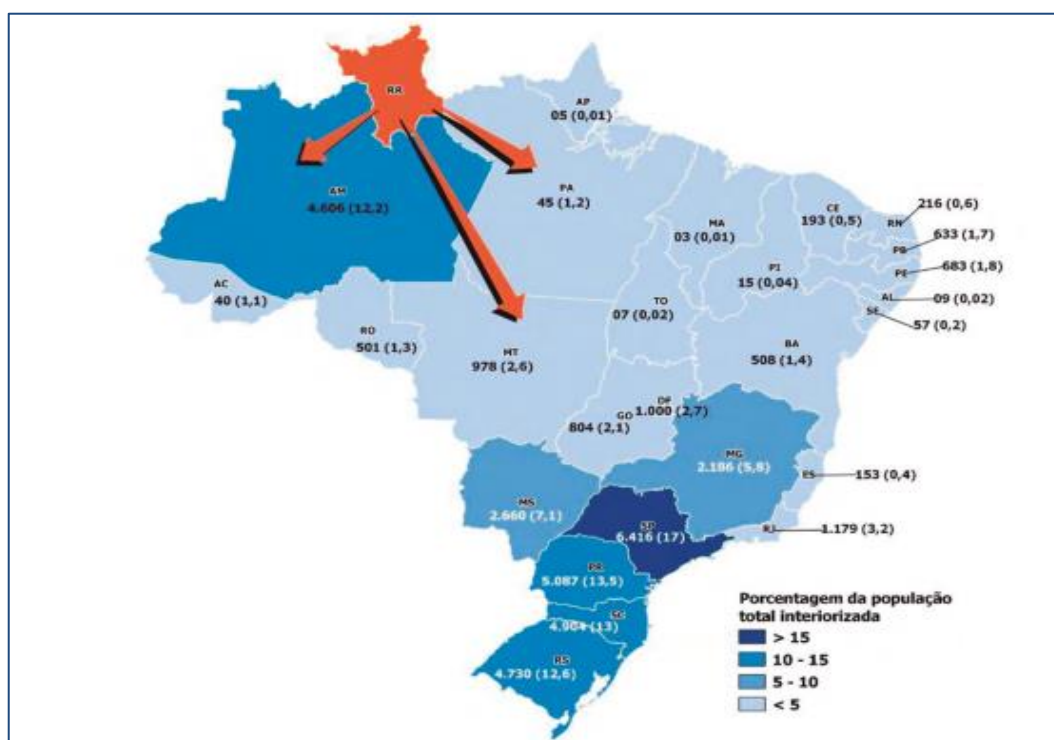 RR
AP
05 (0,01)
AM
4.606 (12,2)
PA
45 (1,2)
MA
03 (0,01)
CE
193 (0,5)
RN
216 (0,6)
PB
633 (1,7)
PI
15 (0,04)
PE
683 (1,8)
AL
09 (0,02)
SE
57 (0,2)
AC
40 (1,1)
RO
501 (1,3)
TO
07 (0,02)
MT
978 (2,6)
BA
508 (1,4)
DF
1.000 (2,7)
GO
804 (2,1)
MG
2.186 (5,8)
ES
153 (0,4)
MS
2.660 (7,1)
SP
6.416 (17)
RJ
1.179 (3,2)
PR
5.087 (13,5)
SC
4.904 (13)
RS
4.730 (12,6)
Porcentagem da população
total interiorizada
> 15
10 - 15
5 - 10
< 5